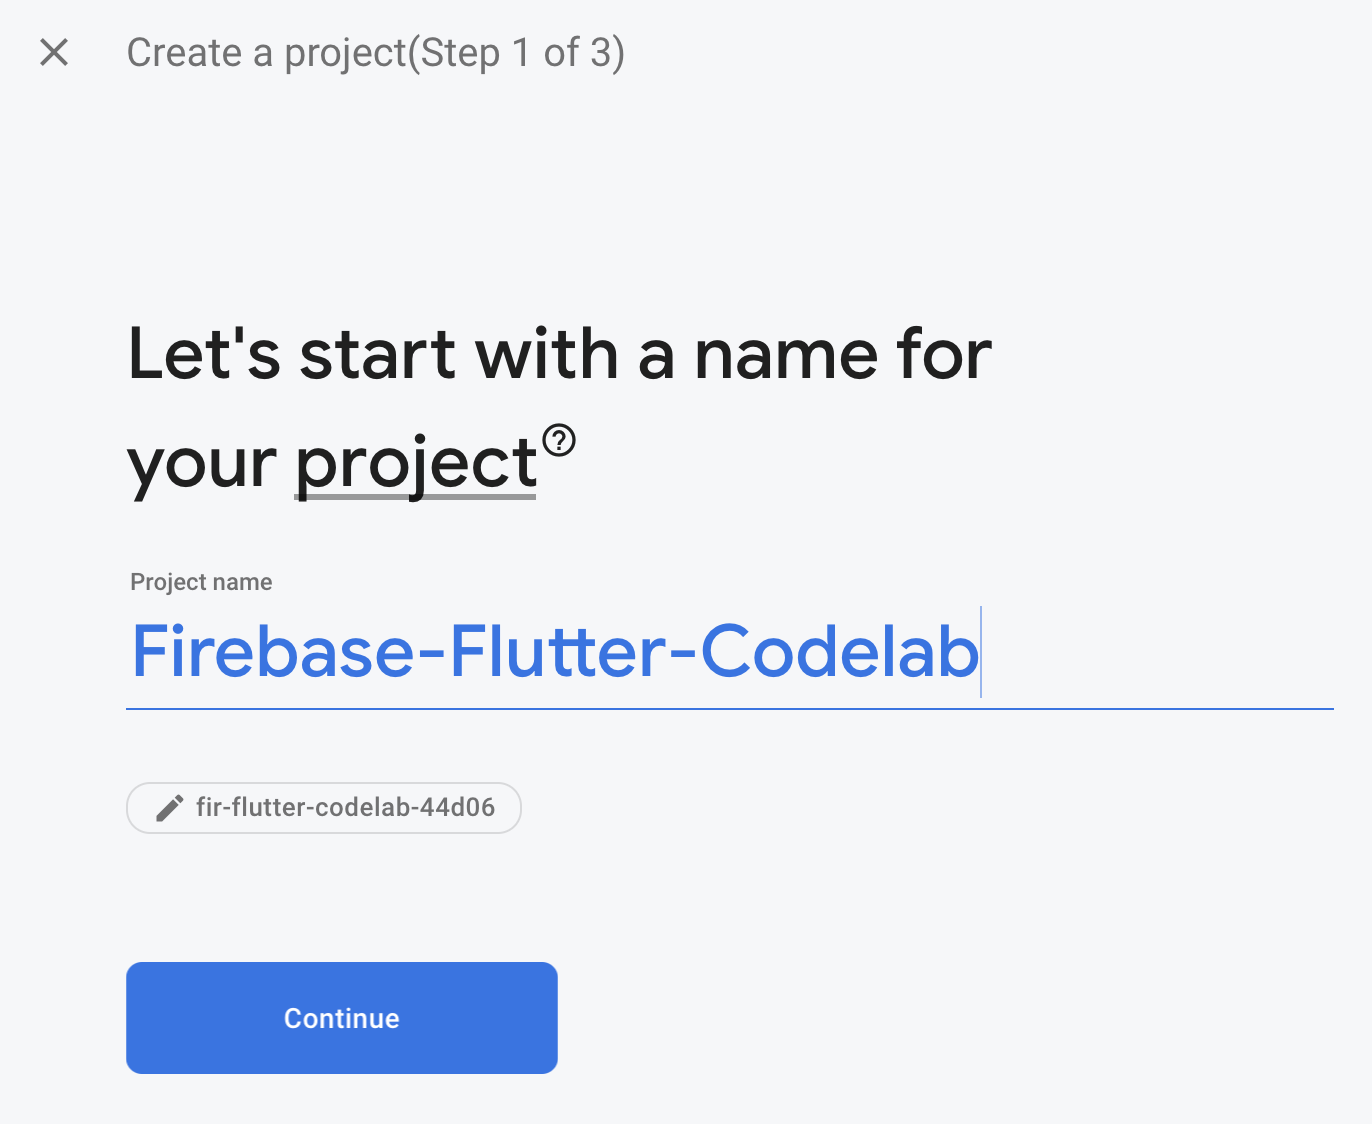 Create a project(Step 1 of 3)
Let's start with a name for
your project
Project name
Firebase-Flutter-Codelab
fir-flutter-codelab-44d06
Continue